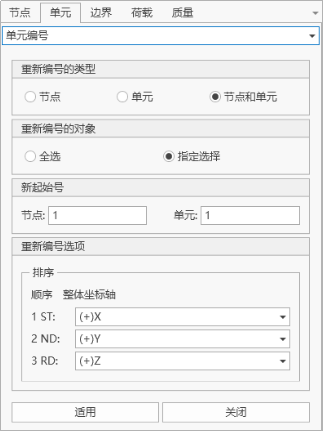 节点 单元 边界 荷载 质量
单元编号
重新编号的类型
节点 单元 节点和单元
重新编号的对象
全选 指定选择
新起始号
节点: 1 单元: 1
重新编号选项
排序
顺序 整体坐标轴
1 ST: (+)X
2 ND: (+)Y
3 RD: (+)Z
适用 关闭